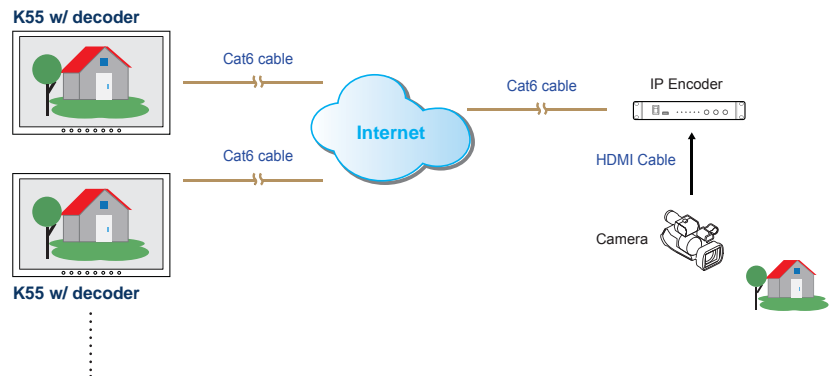 K55 w/ decoder
Cat6 cable
Cat6 cable
IP Encoder
Internet
Cat6 cable
HDMI Cable
Camera
K55 w/ decoder